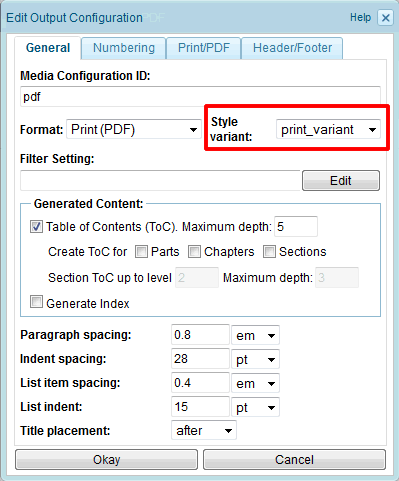 Edit Output Configuration
Help
General Numbering Print/PDF Header/Footer
Media Configuration ID:
pdf
Format: Print (PDF)
Style variant: print_variant
Filter Setting:
Edit
Generated Content:
Table of Contents (ToC). Maximum depth: 5
Create ToC for Parts Chapters Sections
Section ToC up to level 2 Maximum depth: 3
Generate Index
Paragraph spacing: 0.8 em
Indent spacing: 28 pt
List item spacing: 0.4 em
List indent: 15 pt
Title placement: after
Okay Cancel